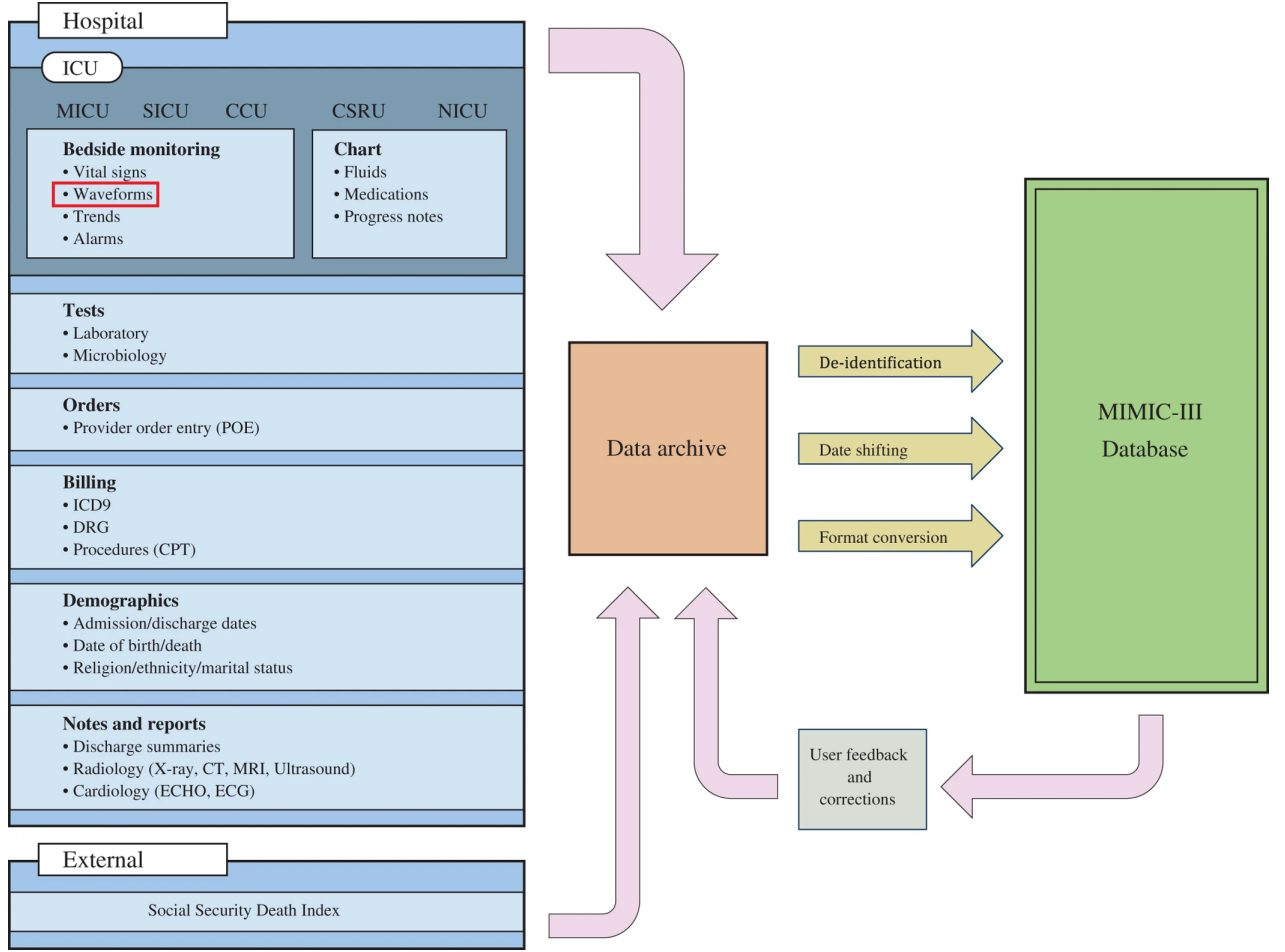 Hospital
ICU
MICU SICU CCU CSRU NICU
Bedside monitoring
• Vital signs
• Waveforms
• Trends
• Alarms
Chart
• Fluids
• Medications
• Progress notes
Tests
• Laboratory
• Microbiology
Orders
• Provider order entry (POE)
Billing
• ICD9
• DRG
• Procedures (CPT)
Demographics
• Admission/discharge dates
• Date of birth/death
• Religion/ethnicity/marital status
Notes and reports
• Discharge summaries
• Radiology (X-ray, CT, MRI, Ultrasound)
• Cardiology (ECHO, ECG)
External
Social Security Death Index
Data archive
De-identification
Date shifting
Format conversion
MIMIC-III
Database
User feedback
and
corrections